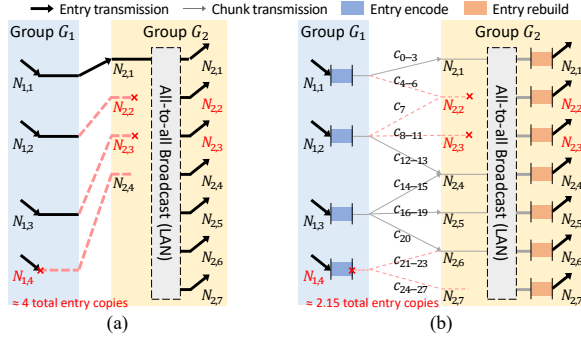 Entry transmission
Chunk transmission
Entry encode
Entry rebuild
Group G1
Group G2
N1,1
N1,2
N1,3
N1,4
N2,1
N2,2
N2,3
N2,4
All-to-all Broadcast (LAN)
N2,1
N2,2
N2,3
N2,4
N2,5
N2,6
N2,7
≈ 4 total entry copies
(a)
Group G1
Group G2
N1,1
N1,2
N1,3
N1,4
c0−3
c4−6
c7
c8−11
c12−13
c14−15
c16−19
c20
c21−23
c24−27
N2,1
N2,2
N2,3
N2,4
N2,5
N2,6
N2,7
All-to-all Broadcast (LAN)
N2,1
N2,2
N2,3
N2,4
N2,5
N2,6
N2,7
≈ 2.15 total entry copies
(b)